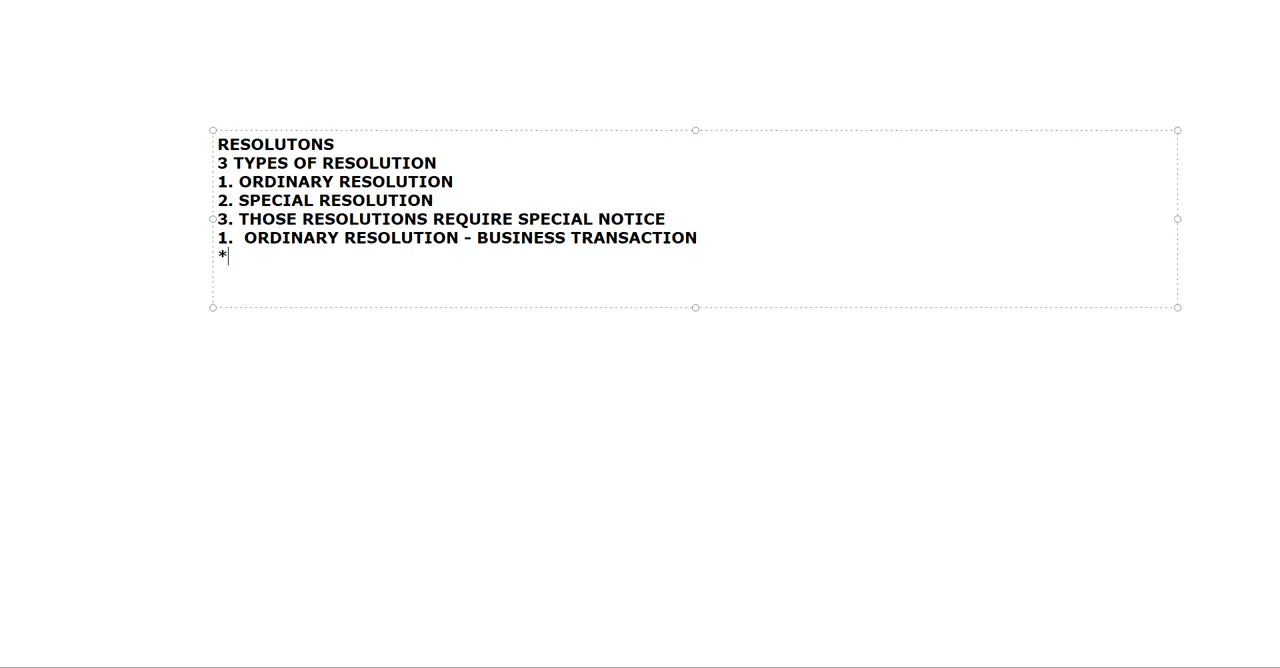 RESOLUTONS
3 TYPES OF RESOLUTION
1. ORDINARY RESOLUTION
2. SPECIAL RESOLUTION
3. THOSE RESOLUTIONS REQUIRE SPECIAL NOTICE
1.  ORDINARY RESOLUTION - BUSINESS TRANSACTION
*